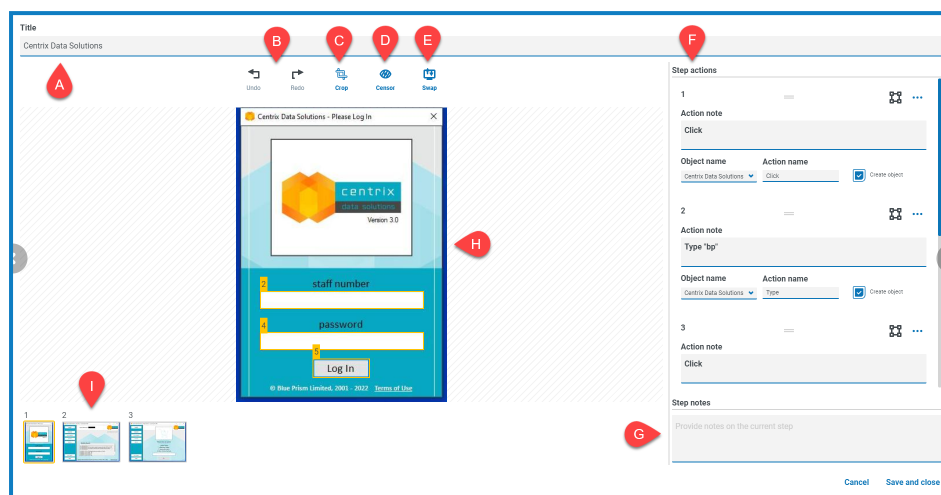 Title
Centrix Data Solutions
A
B
C
D
E
F
Undo
Redo
Crop
Censor
Swap
Centrix Data Solutions - Please Log In
centrix
data solutions
Version 3.0
2
staff number
4
password
5
Log In
© Blue Prism Limited, 2001 - 2022 Terms of Use
H
Step actions
1
Action note
Click
Object name Action name
Centrix Data Solutions Click Create object
2
Action note
Type "bp"
Object name Action name
Centrix Data Solutions Type Create object
3
Action note
Click
Step notes
Provide notes on the current step
G
I
1 2 3
Cancel Save and close